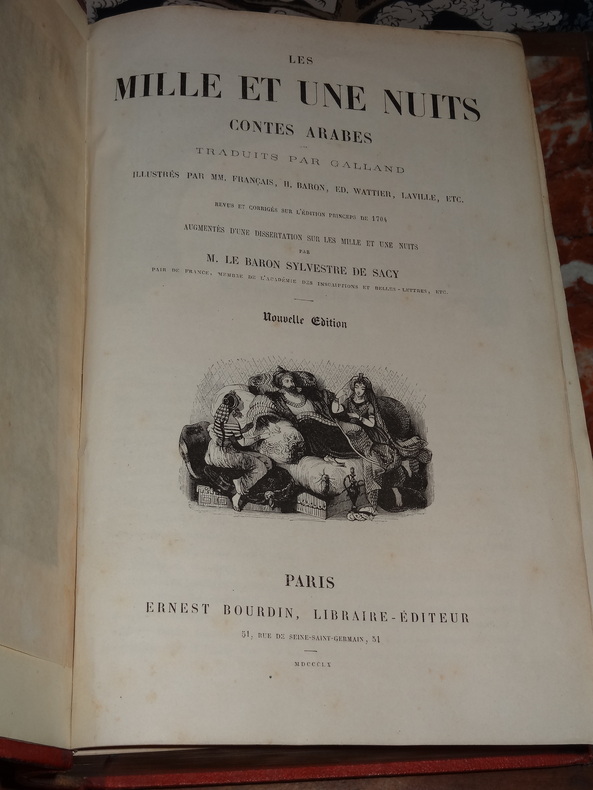 LES
MILLE ET UNE NUITS
CONTES ARABES
TRADUITS PAR GALLAND
ILLUSTRÉS PAR MM. FRANÇAIS, H. BARON, ED. WATTIER, LAVILLE, ETC.
REVUS ET CORRIGÉS SUR L'ÉDITION PRINCEPS DE 1704
AUGMENTÉS D'UNE DISSERTATION SUR LES MILLE ET UNE NUITS
PAR
M. LE BARON SYLVESTRE DE SACY
PAIR DE FRANCE, MEMBRE DE L'ACADÉMIE DES INSCRIPTIONS ET BELLES-LETTRES, ETC.
Nouvelle Edition
PARIS
ERNEST BOURDIN, LIBRAIRE-ÉDITEUR
51, RUE DE SEINE-SAINT-GERMAIN, 51
MDCCCLX